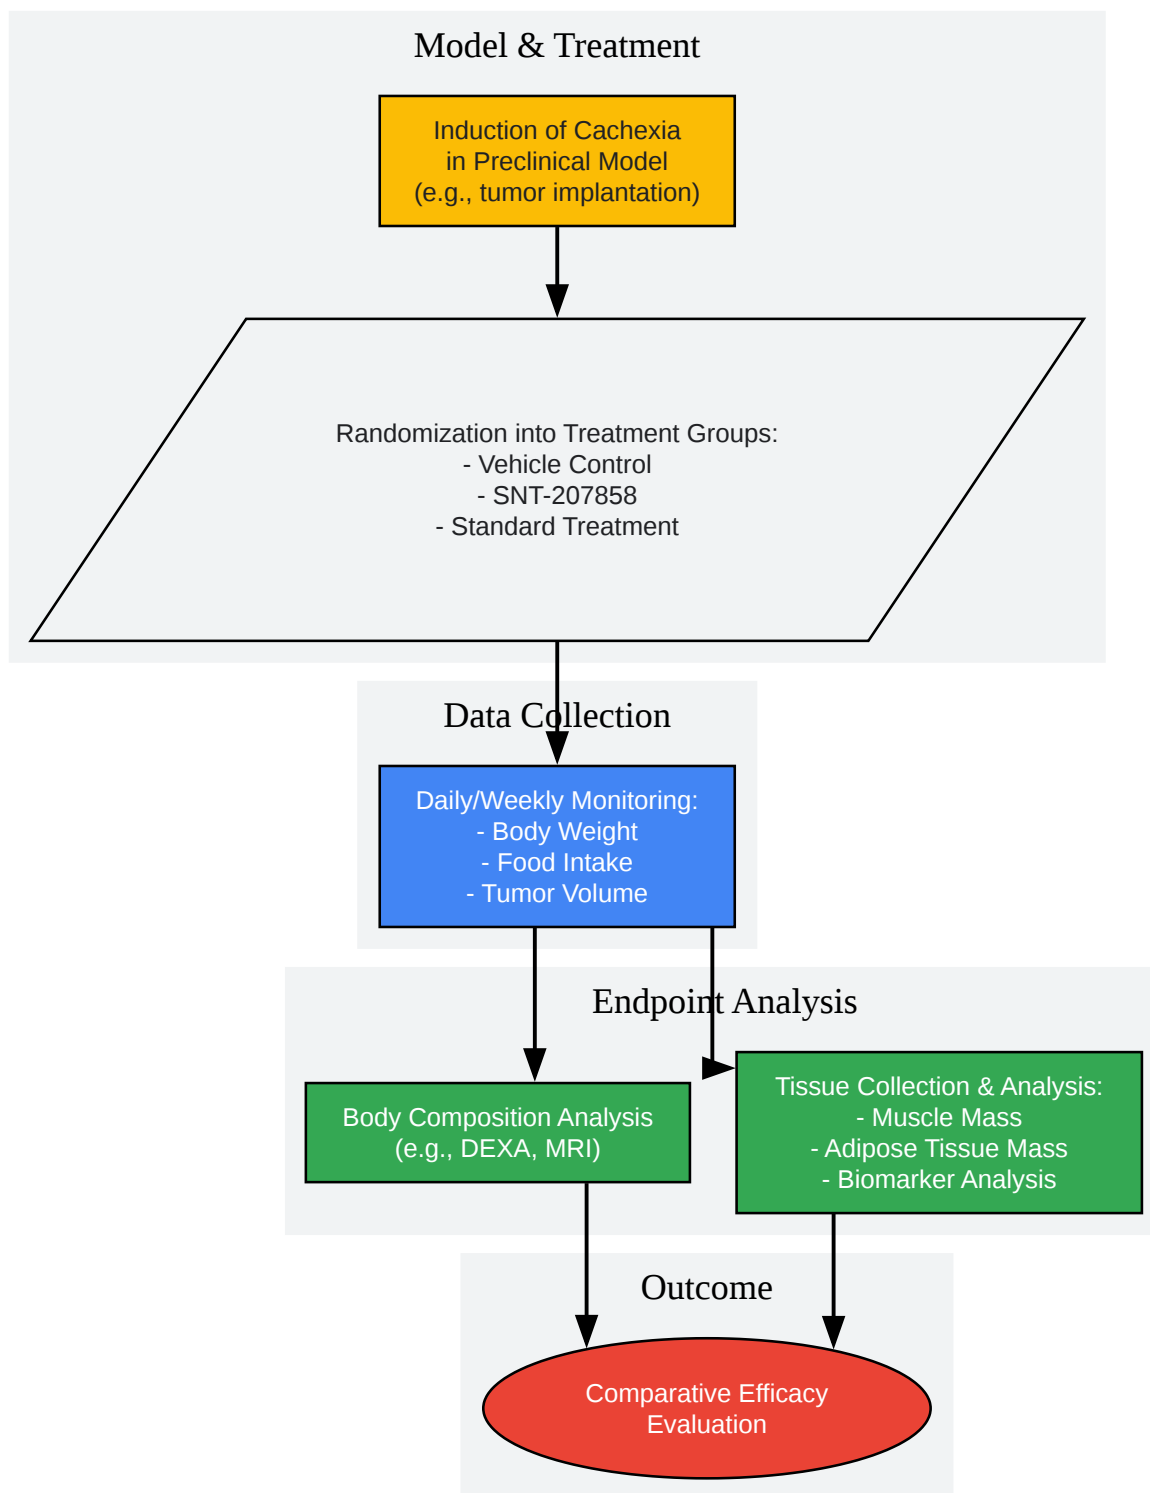 Model & Treatment
Induction of Cachexia
in Preclinical Model
(e.g., tumor implantation)
Randomization into Treatment Groups:
- Vehicle Control
- SNT-207858
- Standard Treatment
Data Collection
Daily/Weekly Monitoring:
- Body Weight
- Food Intake
- Tumor Volume
Endpoint Analysis
Body Composition Analysis
(e.g., DEXA, MRI)
Tissue Collection & Analysis:
- Muscle Mass
- Adipose Tissue Mass
- Biomarker Analysis
Outcome
Comparative Efficacy
Evaluation